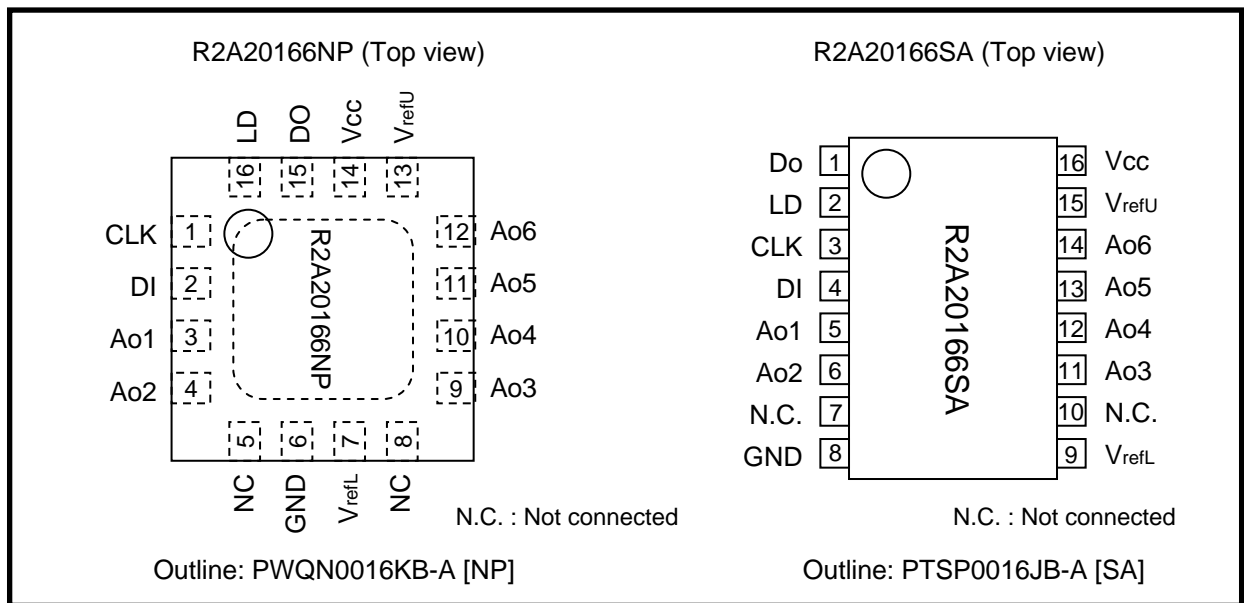 R2A20166NP (Top view)
LD DO Vcc VrefU
16 15 14 13
CLK 1
DI 2
Ao1 3
Ao2 4
R2A20166NP
12 Ao6
11 Ao5
10 Ao4
9 Ao3
5 6 7 8
NC GND VrefL NC
N.C. : Not connected
Outline: PWQN0016KB-A [NP]
R2A20166SA (Top view)
Do 1
LD 2
CLK 3
DI 4
Ao1 5
Ao2 6
N.C. 7
GND 8
R2A20166SA
16 Vcc
15 VrefU
14 Ao6
13 Ao5
12 Ao4
11 Ao3
10 N.C.
9 VrefL
N.C. : Not connected
Outline: PTSP0016JB-A [SA]